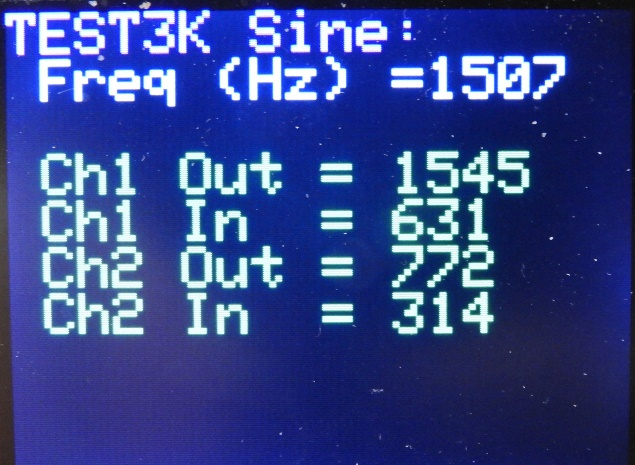 TEST3K Sine:
Freq (Hz) =1507
Ch1 Out = 1545
Ch1 In = 631
Ch2 Out = 772
Ch2 In = 314